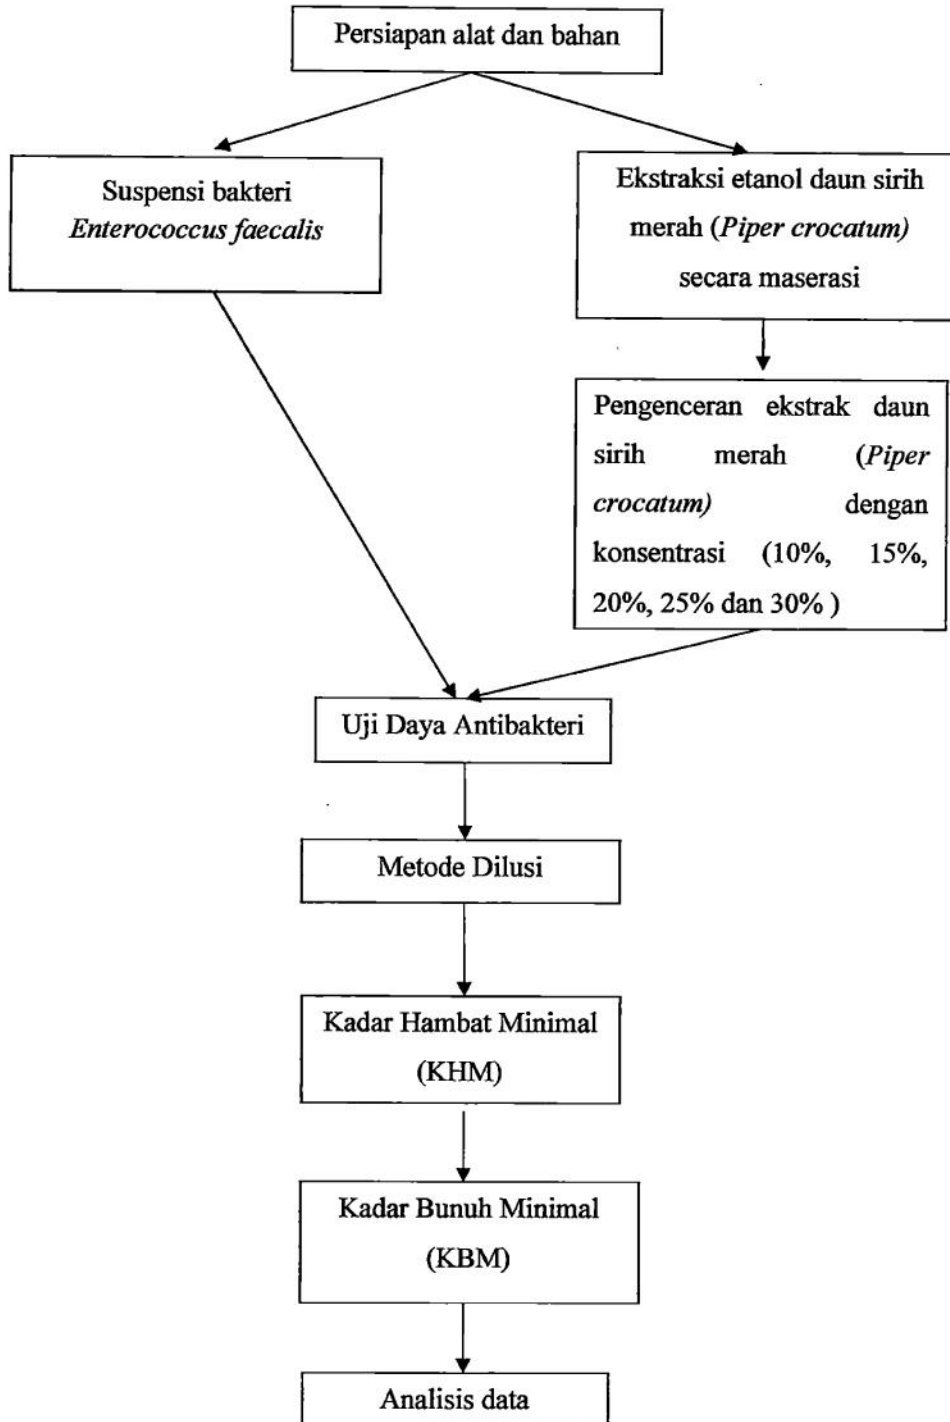 Persiapan alat dan bahan
Suspensi bakteri
Enterococcus faecalis
Ekstraksi etanol daun sirih
merah (Piper crocatum)
secara maserasi
Pengenceran ekstrak daun
sirih merah (Piper
crocatum) dengan
konsentrasi (10%, 15%,
20%, 25% dan 30% )
Uji Daya Antibakteri
Metode Dilusi
Kadar Hambat Minimal
(KHM)
Kadar Bunuh Minimal
(KBM)
Analisis data